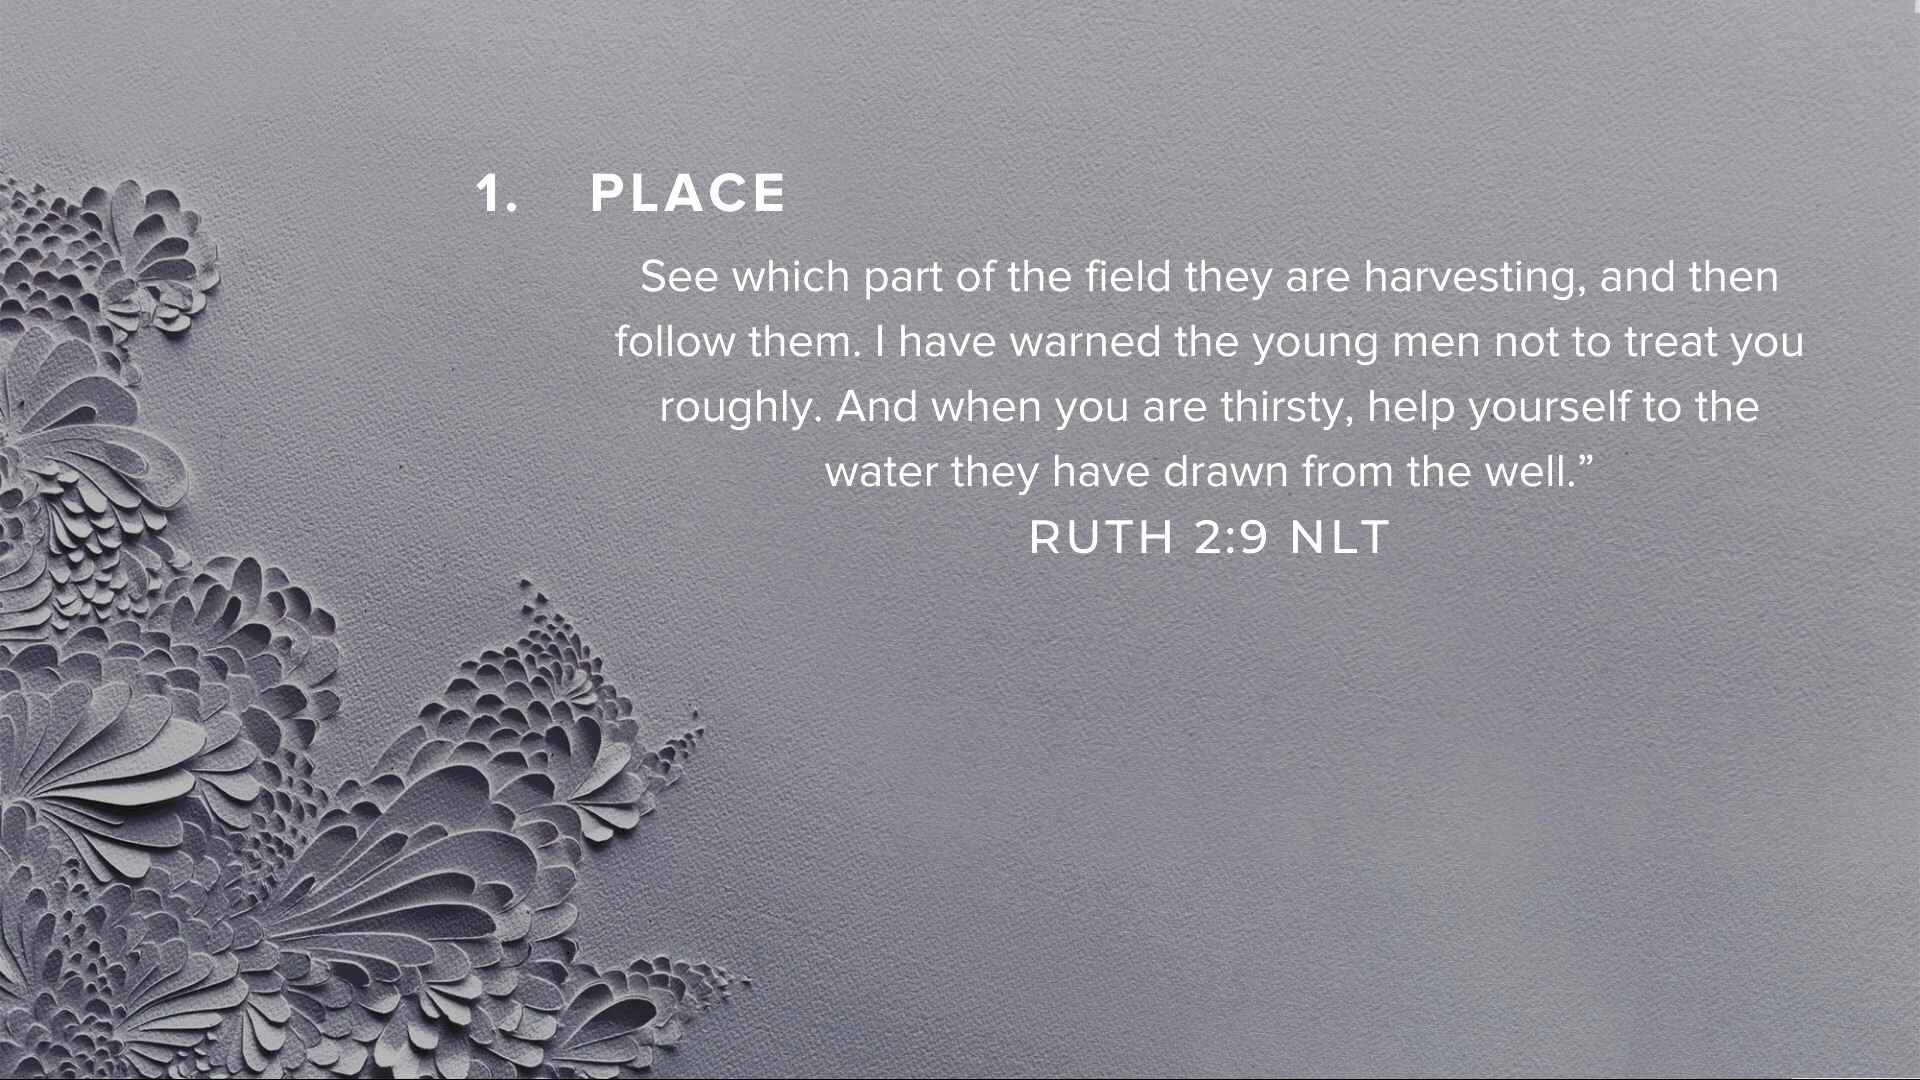 1. PLACE
See which part of the field they are harvesting, and then
follow them. I have warned the young men not to treat you
roughly. And when you are thirsty, help yourself to the
water they have drawn from the well.”
RUTH 2:9 NLT